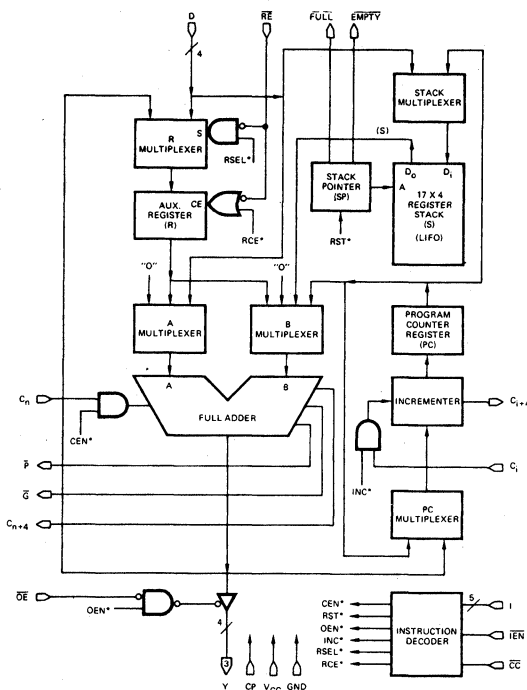 D
RE
FULL
EMPTY
4
STACK
MULTIPLEXER
S
R
MULTIPLEXER
RSEL*
(S)
Do
Di
STACK
POINTER
(SP)
A
17 X 4
REGISTER
STACK
(S)
(LIFO)
AUX.
REGISTER
(R)
CE
RCE*
RST*
"O"
"O"
A
MULTIPLEXER
B
MULTIPLEXER
PROGRAM
COUNTER
REGISTER
(PC)
Cn
A
B
FULL ADDER
CEN*
INCREMENTER
Ci+4
P
G
Cn+4
Ci
INC*
PC
MULTIPLEXER
OE
OEN*
4
3
Y
CP
VCC
GND
CEN*
RST*
OEN*
INC*
RSEL*
RCE*
INSTRUCTION
DECODER
5
I
IEN
CC